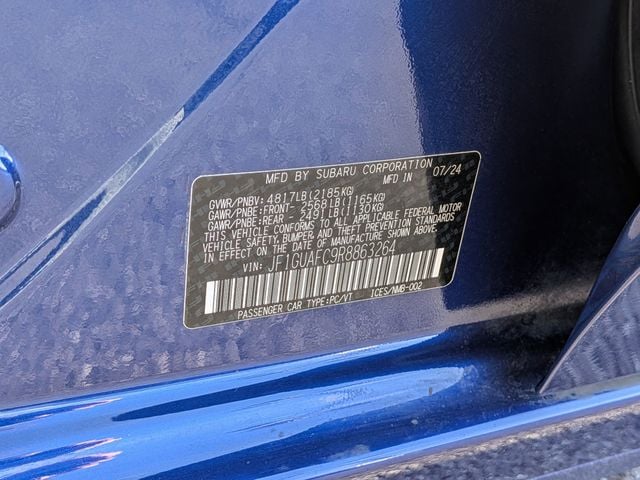 MFD BY SUBARU CORPORATION
MFD IN 07/24
GVWR/PNBV: 4817LB(2185KG)
GAWR/PNBE:FRONT-2568LB(1165KG)
GAWR/PNBE:REAR - 2491LB(1130KG)
THIS VEHICLE CONFORMS TO ALL APPLICABLE FEDERAL MOTOR
VEHICLE SAFETY, BUMPER AND THEFT PREVENTION STANDARDS
IN EFFECT ON THE DATE OF MANUFACTURE SHOWN ABOVE.
VIN: JF1GUAFC9R8863264
PASSENGER CAR TYPE:PC/VT ICES/NMB-002